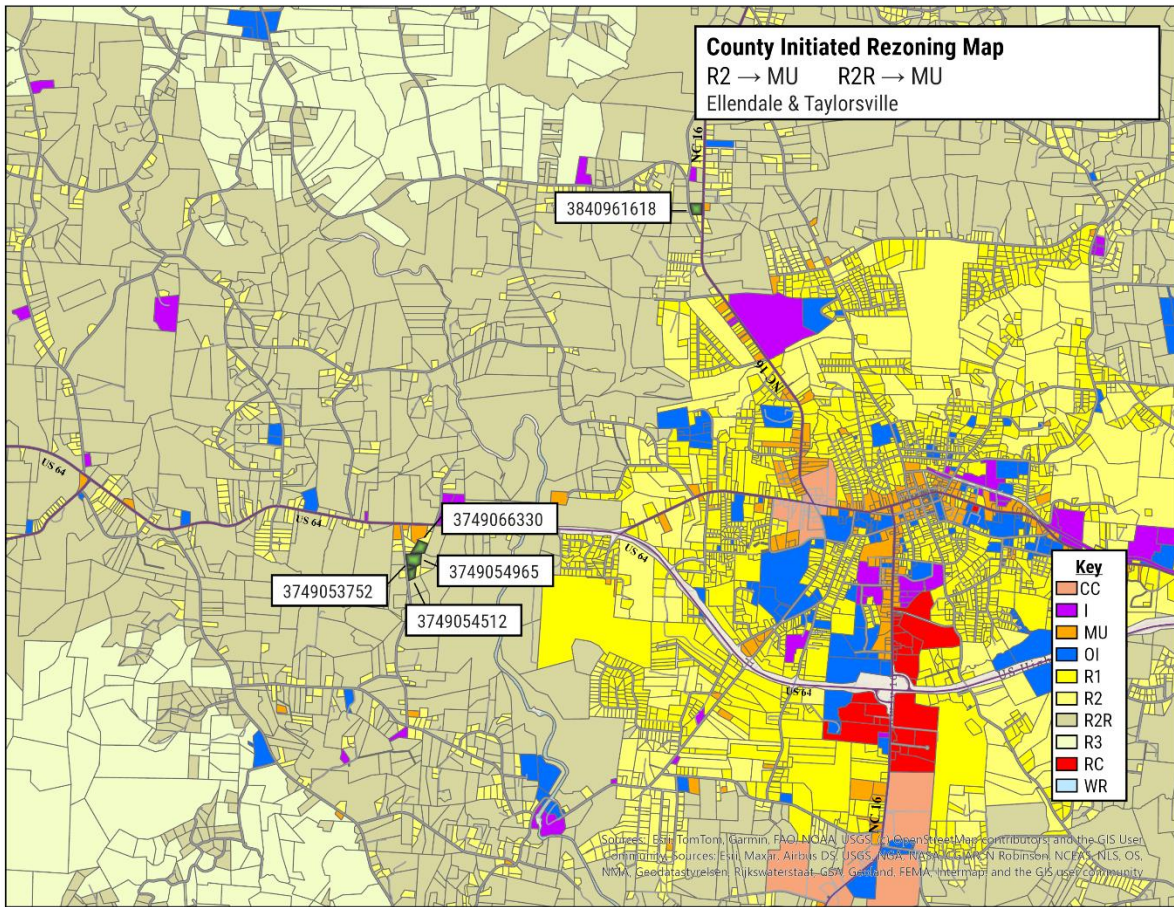 County Initiated Rezoning Map
R2 → MU R2R → MU
Ellendale & Taylorsville
NC 16
3840961618
NC 16
US 64
US 64
3749066330
US 64
3749054965
3749053752
3749054512
US 64
NC 16
Key
CC
I
MU
OI
R1
R2
R2R
R3
RC
WR
Sources: Esri, TomTom, Garmin, FAO, NOAA, USGS, (c) OpenStreetMap contributors, and the GIS User
Community, Sources: Esri, Maxar, Airbus DS, USGS, NGA, NASA, CGIAR, N Robinson, NCEAS, NLS, OS,
NMA, Geodatastyrelsen, Rijkswaterstaat, GSA, Geoland, FEMA, Intermap, and the GIS user community